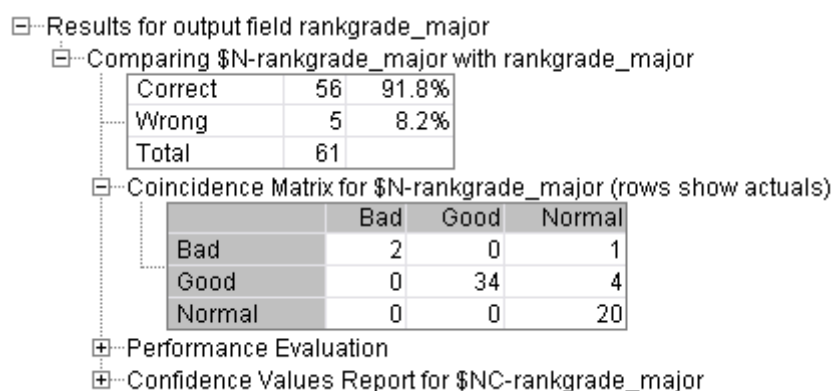 Results for output field rankgrade_major
Comparing $N-rankgrade_major with rankgrade_major
Correct 56 91.8%
Wrong 5 8.2%
Total 61
Coincidence Matrix for $N-rankgrade_major (rows show actuals)
Bad Good Normal
Bad 2 0 1
Good 0 34 4
Normal 0 0 20
Performance Evaluation
Confidence Values Report for $NC-rankgrade_major